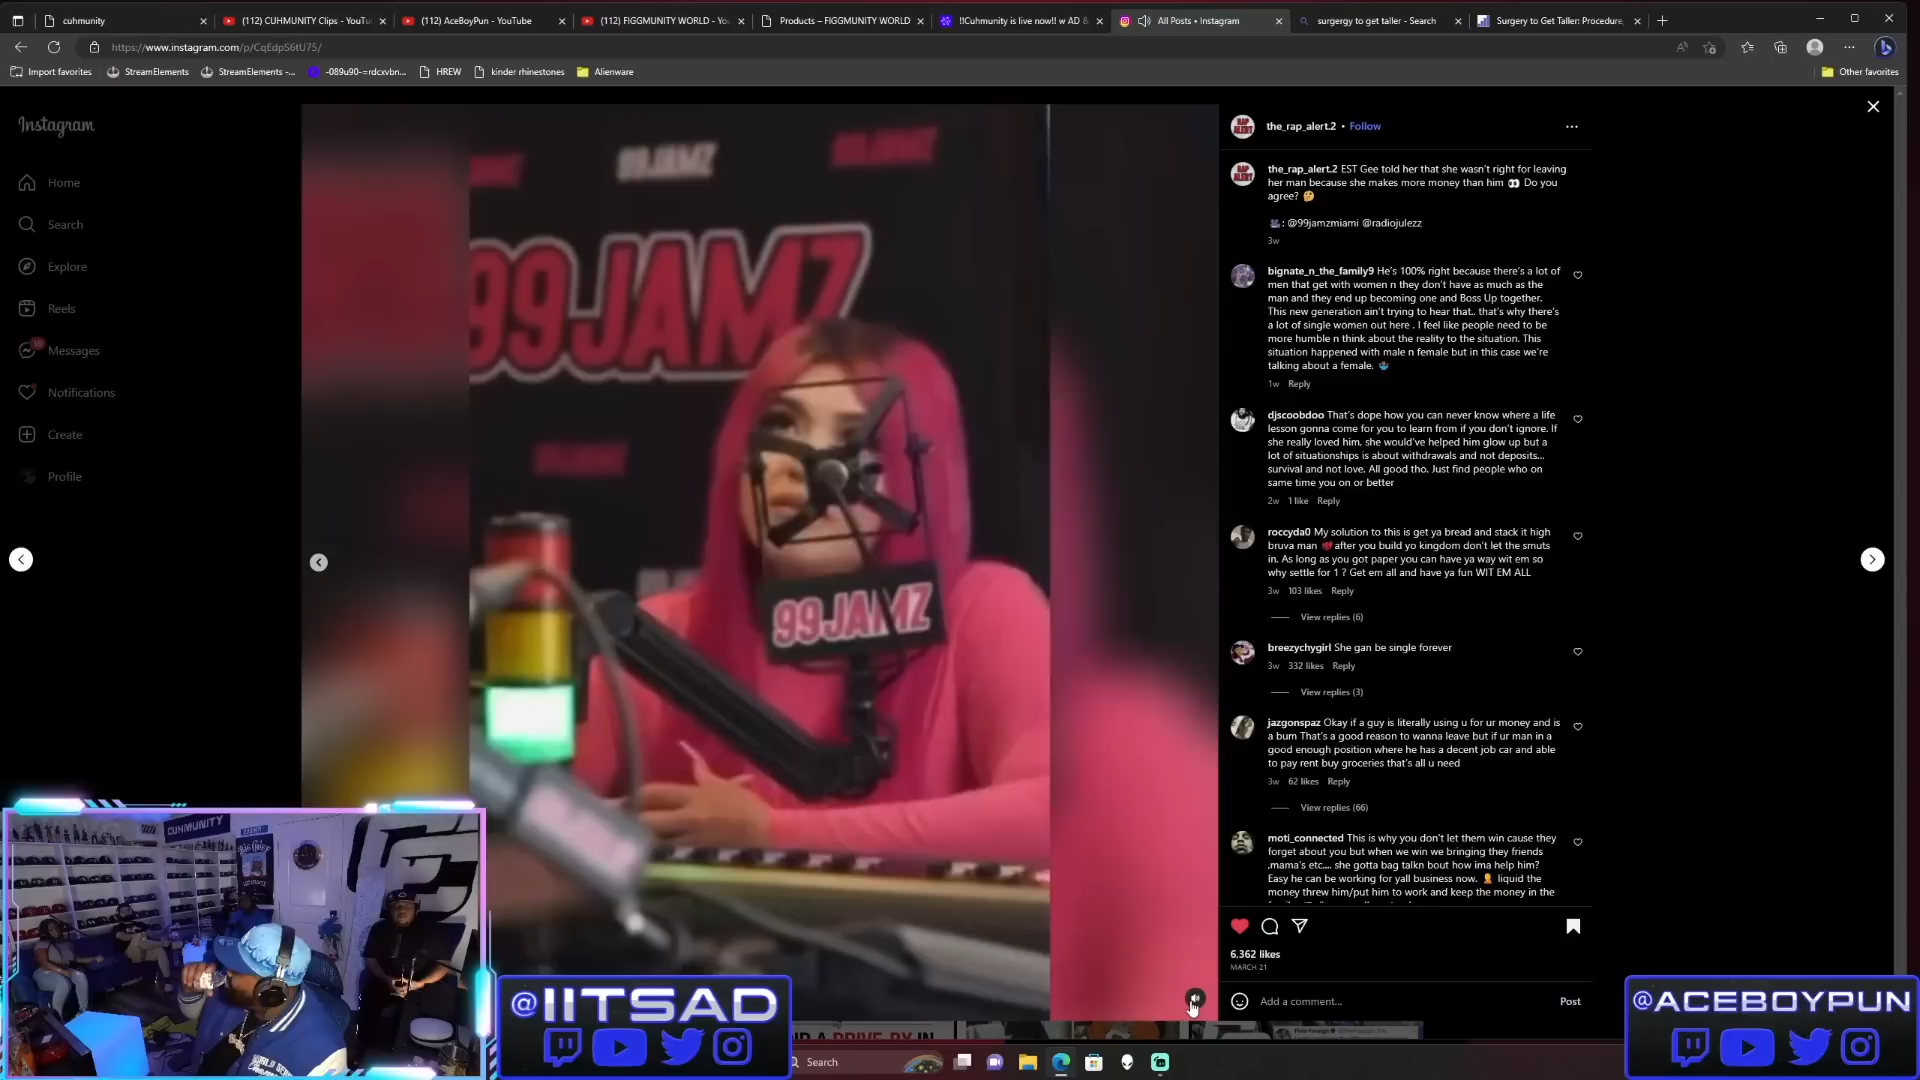 cuhmunity
(112) CUHMUNITY Clips - YouTu
(112) AceBoyPun - YouTube
(112) FIGGMUNITY WORLD - Yo
Products – FIGGMUNITY WORLD
!!Cuhmunity is live now!! w AD &
All Posts • Instagram
surgergy to get taller - Search
Surgery to Get Taller: Procedure,
https://www.instagram.com/p/CqEdpS6tU75/
Import favorites
StreamElements
StreamElements -...
-089u90-=rdcxvbn...
HREW
kinder rhinestones
Alienware
Other favorites
Instagram
Home
Search
Explore
Reels
18
Messages
Notifications
Create
Profile
99JAMZ
99JAMZ
99JAMZ
the_rap_alert.2 • Follow
the_rap_alert.2 EST Gee told her that she wasn't right for leaving
her man because she makes more money than him 👀 Do you
agree? 🤔
🎥: @99jamzmiami @radiojulezz
3w
bignate_n_the_family9 He's 100% right because there's a lot of
men that get with women n they don't have as much as the
man and they end up becoming one and Boss Up together.
This new generation ain't trying to hear that.. that's why there's
a lot of single women out here . I feel like people need to be
more humble n think about the reality to the situation. This
situation happened with male n female but in this case we're
talking about a female.
1w Reply
djscoobdoo That's dope how you can never know where a life
lesson gonna come for you to learn from if you don't ignore. If
she really loved him, she would've helped him glow up but a
lot of situationships is about withdrawals and not deposits...
survival and not love. All good tho. Just find people who on
same time you on or better
2w 1 like Reply
roccyda0 My solution to this is get ya bread and stack it high
bruva man 💯after you build yo kingdom don't let the smuts
in. As long as you got paper you can have ya way wit em so
why settle for 1 ? Get em all and have ya fun WIT EM ALL
3w 103 likes Reply
View replies (6)
breezychygirl She gan be single forever
3w 332 likes Reply
View replies (3)
jazgonspaz Okay if a guy is literally using u for ur money and is
a bum That's a good reason to wanna leave but if ur man in a
good enough position where he has a decent job car and able
to pay rent buy groceries that's all u need
3w 62 likes Reply
View replies (66)
moti_connected This is why you don't let them win cause they
forget about you but when we win we bringing they friends
,mama's etc.... she gotta bag talkn bout how ima help him?
Easy he can be working for yall business now. liquid the
money threw him/put him to work and keep the money in the
6,362 likes
MARCH 21
Add a comment...
Post
CUHMUNITY
@IITSAD
@ACEBOYPUN
Search